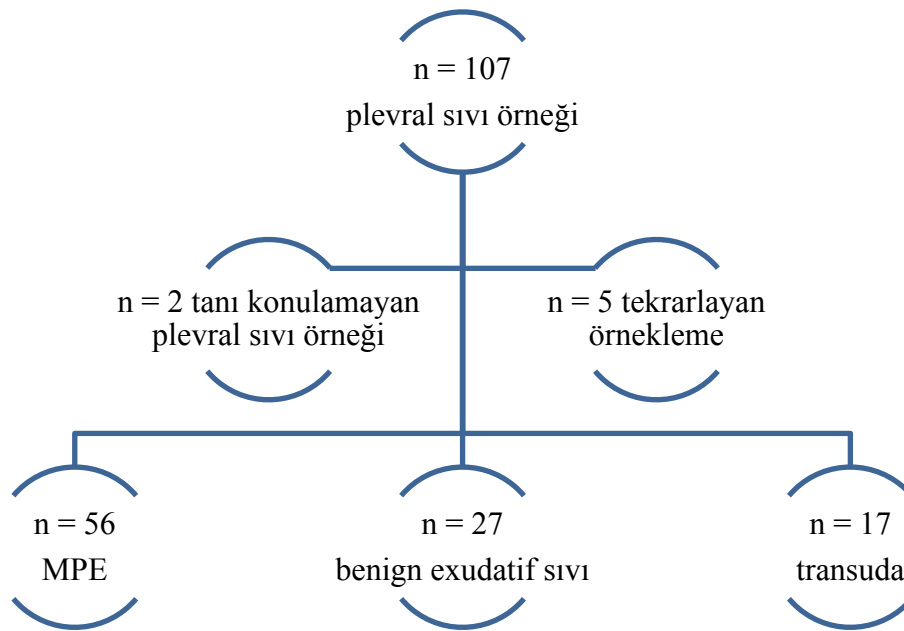 n = 107
plevral sıvı örneği
n = 2 tanı konulamayan
plevral sıvı örneği
n = 5 tekrarlayan
örnekleme
n = 56
MPE
n = 27
benign exudatif sıvı
n = 17
transuda